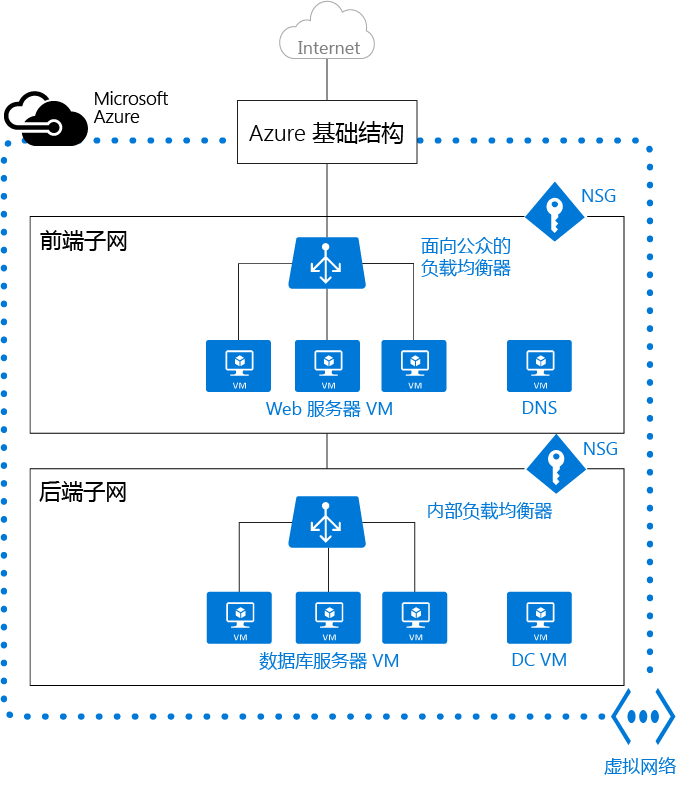 Internet
Microsoft
Azure
Azure 基础结构
NSG
前端子网
面向公众的
负载均衡器
VM
VM
VM
VM
Web 服务器 VM
DNS
NSG
后端子网
内部负载均衡器
VM
VM
VM
VM
数据库服务器 VM
DC VM
虚拟网络